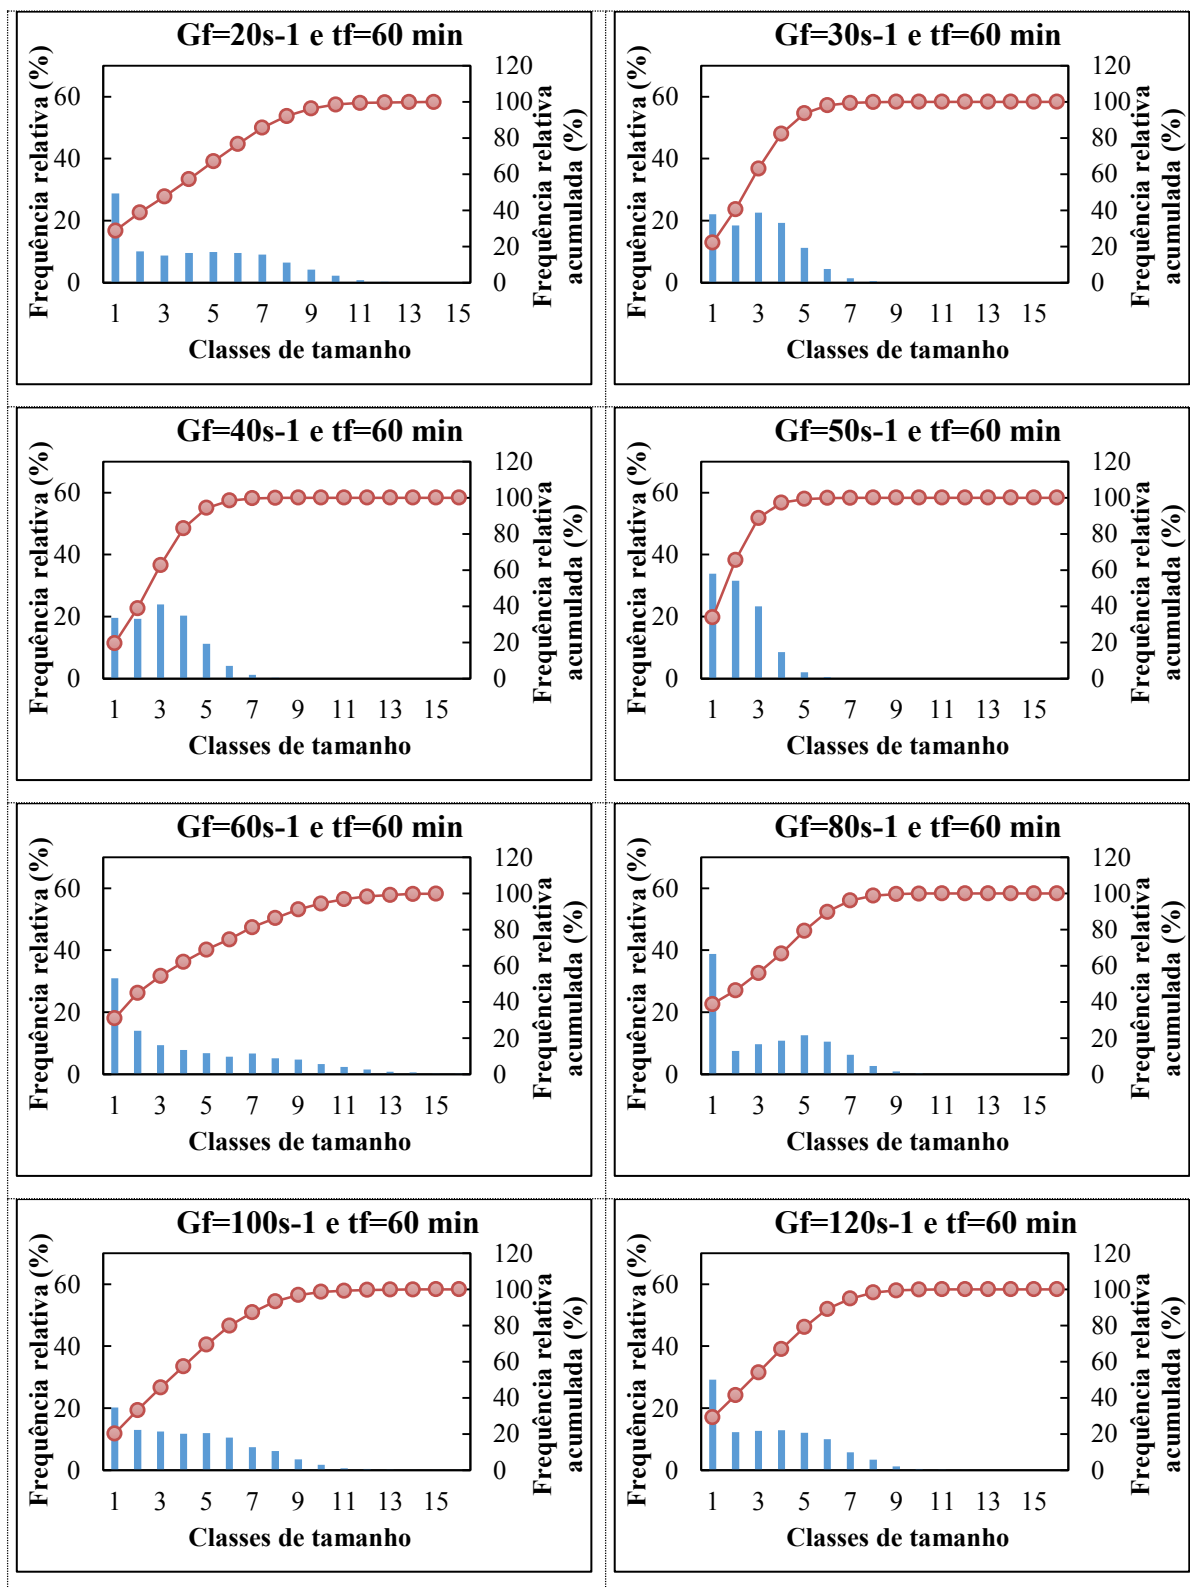 Gf=20s-1 e tf=60 min
Frequência relativa (%)
60
40
20
0
120
100
80
60
40
20
0
Frequência relativa
acumulada (%)
1 3 5 7 9 11 13 15
Classes de tamanho
Gf=30s-1 e tf=60 min
Frequência relativa (%)
60
40
20
0
120
100
80
60
40
20
0
Frequência relativa
acumulada (%)
1 3 5 7 9 11 13 15
Classes de tamanho
Gf=40s-1 e tf=60 min
Frequência relativa (%)
60
40
20
0
120
100
80
60
40
20
0
Frequência relativa
acumulada (%)
1 3 5 7 9 11 13 15
Classes de tamanho
Gf=50s-1 e tf=60 min
Frequência relativa (%)
60
40
20
0
120
100
80
60
40
20
0
Frequência relativa
acumulada (%)
1 3 5 7 9 11 13 15
Classes de tamanho
Gf=60s-1 e tf=60 min
Frequência relativa (%)
60
40
20
0
120
100
80
60
40
20
0
Frequência relativa
acumulada (%)
1 3 5 7 9 11 13 15
Classes de tamanho
Gf=80s-1 e tf=60 min
Frequência relativa (%)
60
40
20
0
120
100
80
60
40
20
0
Frequência relativa
acumulada (%)
1 3 5 7 9 11 13 15
Classes de tamanho
Gf=100s-1 e tf=60 min
Frequência relativa (%)
60
40
20
0
120
100
80
60
40
20
0
Frequência relativa
acumulada (%)
1 3 5 7 9 11 13 15
Classes de tamanho
Gf=120s-1 e tf=60 min
Frequência relativa (%)
60
40
20
0
120
100
80
60
40
20
0
Frequência relativa
acumulada (%)
1 3 5 7 9 11 13 15
Classes de tamanho